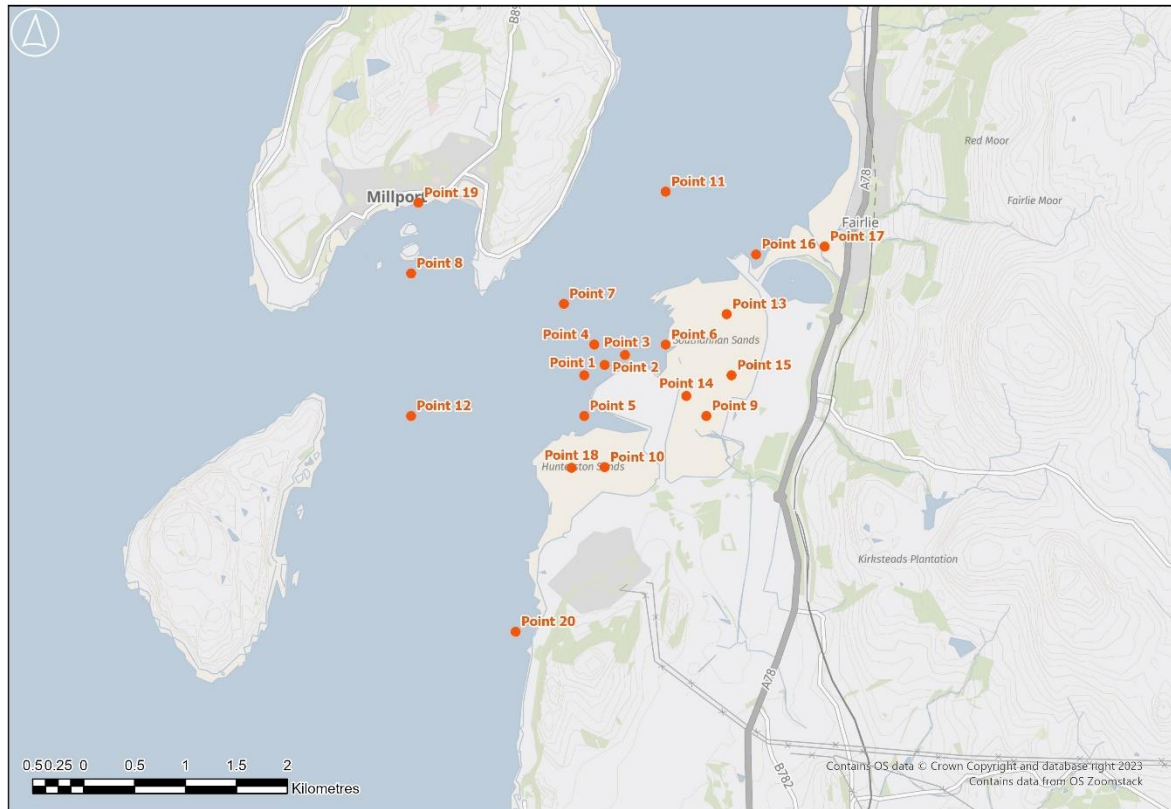 B89
Red Moor
Fairlie Moor
A78
Fairlie
Millport
Point 19
Point 11
Point 16
Point 17
Point 8
Point 7
Point 13
Point 4
Point 3
Point 6
Southannan Sands
Point 1
Point 2
Point 15
Point 14
Point 12
Point 5
Point 9
Point 18
Point 10
Hunterston Sands
Kirksteads Plantation
Point 20
A78
B782
0.5 0.25 0 0.5 1 1.5 2
Kilometres
Contains OS data © Crown Copyright and database right 2023
Contains data from OS Zoomstack